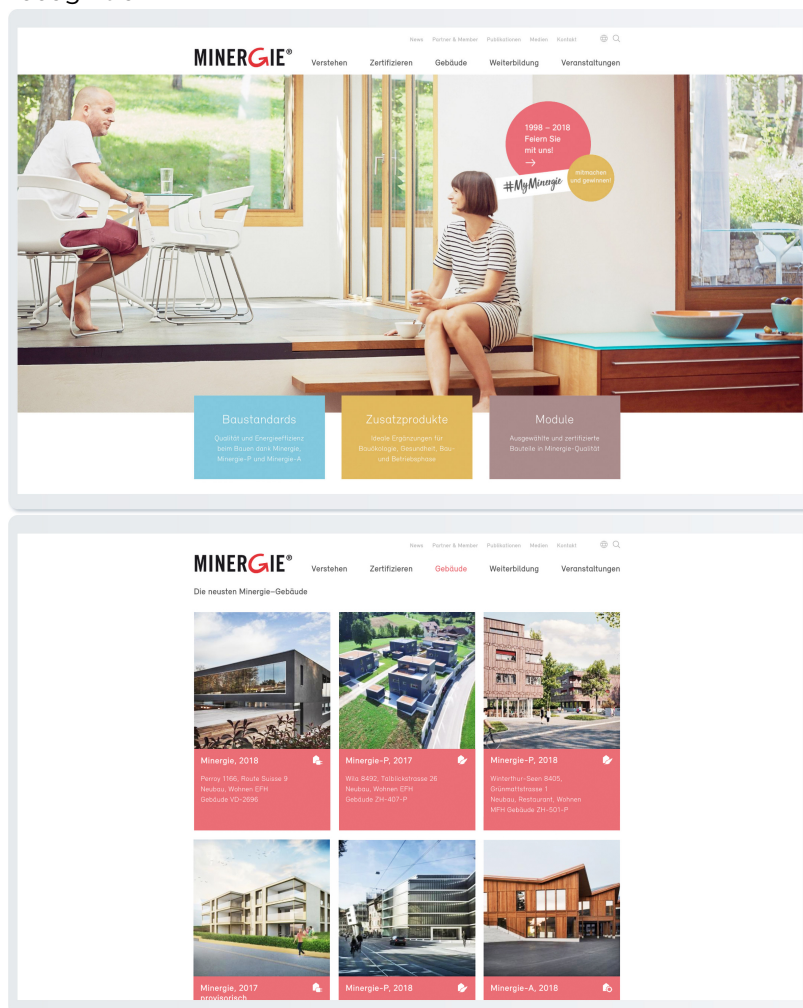 News Partner & Member Publikationen Medien Kontakt
MINERGIE®
Verstehen Zertifizieren Gebäude Weiterbildung Veranstaltungen
1998 – 2018
Feiern Sie
mit uns!
→
#MyMinergie
mitmachen
und gewinnen!
Baustandards
Qualität und Energieeffizienz
beim Bauen dank Minergie,
Minergie-P und Minergie-A
Zusatzprodukte
Ideale Ergänzungen für
Bauökologie, Gesundheit, Bau-
und Betriebsphase
Module
Ausgewählte und zertifizierte
Bauteile in Minergie-Qualität
News Partner & Member Publikationen Medien Kontakt
MINERGIE®
Verstehen Zertifizieren Gebäude Weiterbildung Veranstaltungen
Die neusten Minergie-Gebäude
Minergie, 2018
Perroy 1166, Route Suisse 9
Neubau, Wohnen EFH
Gebäude VD-2696
Minergie-P, 2017
Wila 8492, Talblickstrasse 26
Neubau, Wohnen EFH
Gebäude ZH-407-P
Minergie-P, 2018
Winterthur-Seen 8405,
Grünmattstrasse 1
Neubau, Restaurant, Wohnen
MFH Gebäude ZH-501-P
Minergie, 2017
provisorisch
Minergie-P, 2018
Minergie-A, 2018